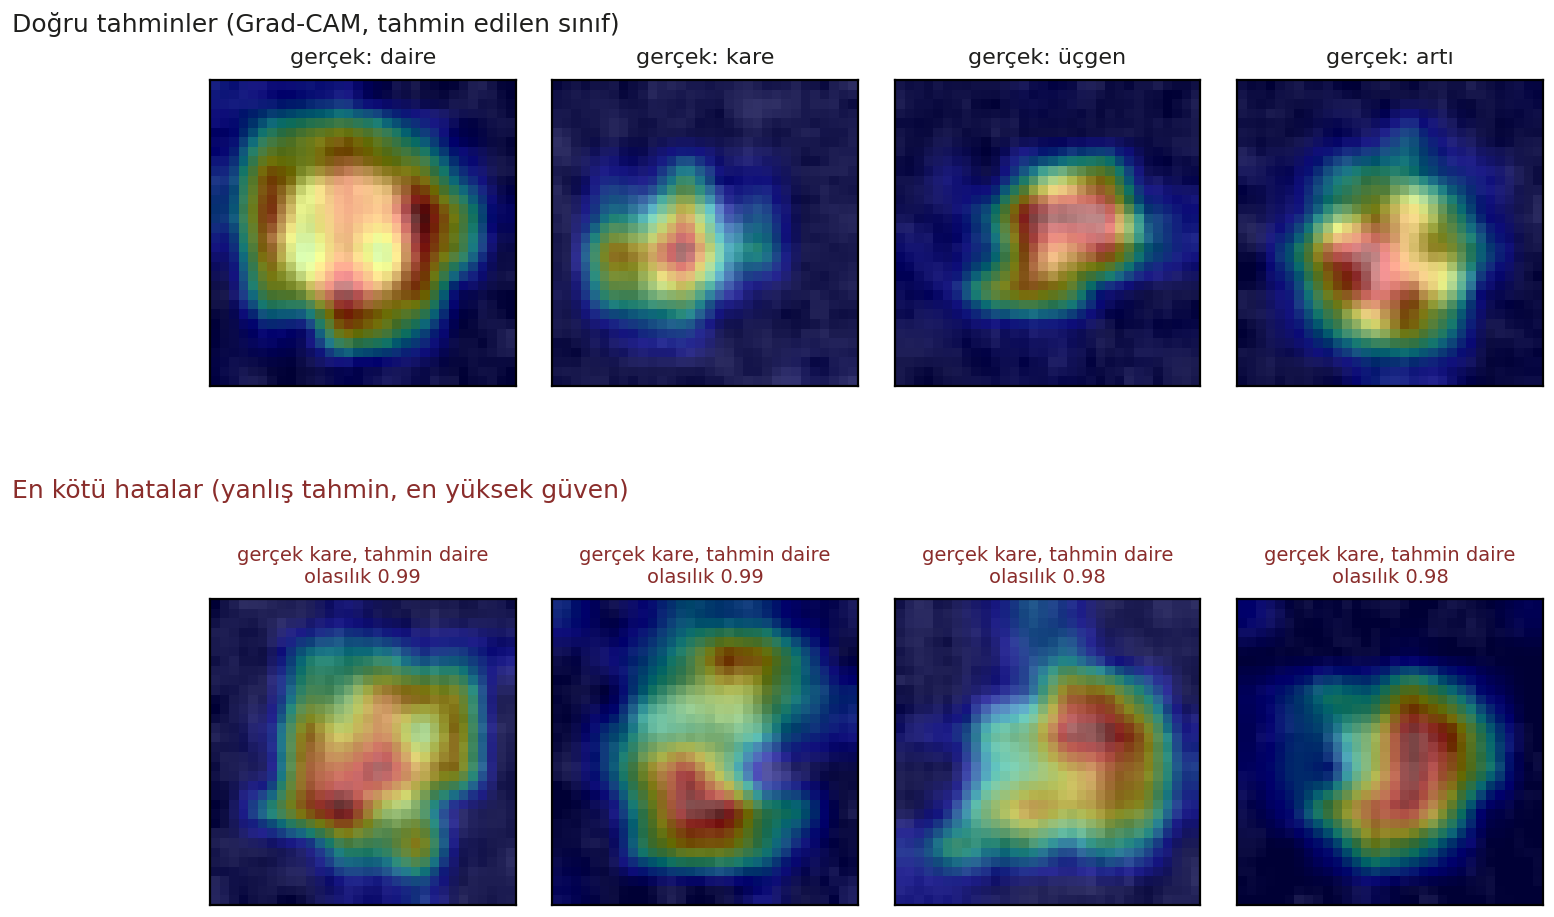 Doğru tahminler (Grad-CAM, tahmin edilen sınıf)
gerçek: daire
gerçek: kare
gerçek: üçgen
gerçek: artı
En kötü hatalar (yanlış tahmin, en yüksek güven)
gerçek kare, tahmin daire
olasılık 0.99
gerçek kare, tahmin daire
olasılık 0.99
gerçek kare, tahmin daire
olasılık 0.98
gerçek kare, tahmin daire
olasılık 0.98